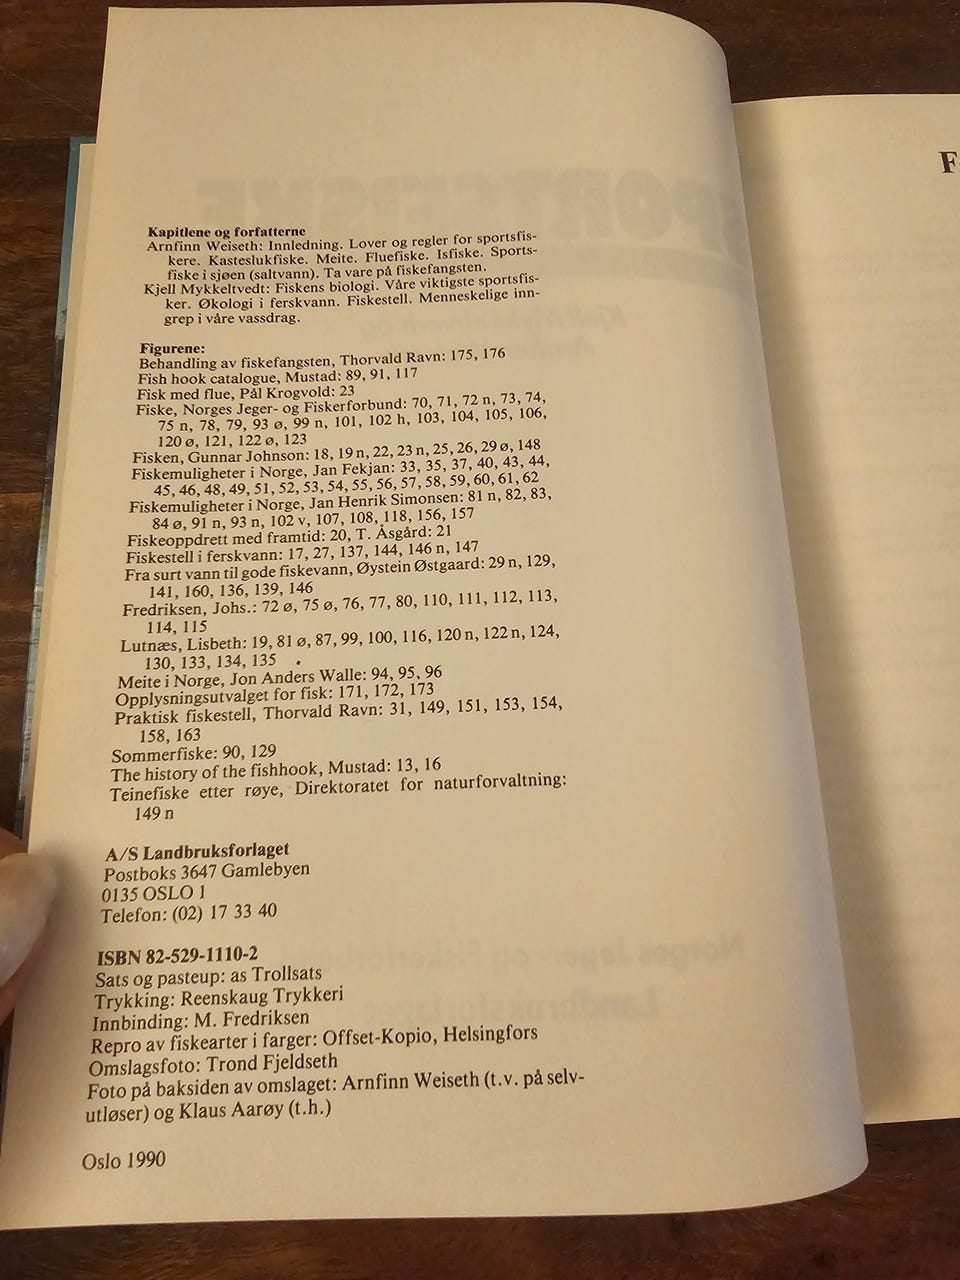 Kapitlene og forfatterne
Arnfinn Weiseth: Innledning. Lover og regler for sportsfis-
kere. Kasteslukfiske. Meite. Fluefiske. Isfiske. Sports-
fiske i sjøen (saltvann). Ta vare på fiskefangsten.
Kjell Mykkeltvedt: Fiskens biologi. Våre viktigste sportsfis-
ker. Økologi i ferskvann. Fiskestell. Menneskelige inn-
grep i våre vassdrag.
Figurene:
Behandling av fiskefangsten, Thorvald Ravn: 175, 176
Fish hook catalogue, Mustad: 89, 91, 117
Fisk med flue, Pål Krogvold: 23
Fiske, Norges Jeger- og Fiskerforbund: 70, 71, 72 n, 73, 74,
75 n, 78, 79, 93 ø, 99 n, 101, 102 h, 103, 104, 105, 106,
120 ø, 121, 122 ø, 123
Fisken, Gunnar Johnson: 18, 19 n, 22, 23 n, 25, 26, 29 ø, 148
Fiskemuligheter i Norge, Jan Fekjan: 33, 35, 37, 40, 43, 44,
45, 46, 48, 49, 51, 52, 53, 54, 55, 56, 57, 58, 59, 60, 61, 62
Fiskemuligheter i Norge, Jan Henrik Simonsen: 81 n, 82, 83,
84 ø, 91 n, 93 n, 102 v, 107, 108, 118, 156, 157
Fiskeoppdrett med framtid: 20, T. Åsgård: 21
Fiskestell i ferskvann: 17, 27, 137, 144, 146 n, 147
Fra surt vann til gode fiskevann, Øystein Østgaard: 29 n, 129,
141, 160, 136, 139, 146
Fredriksen, Johs.: 72 ø, 75 ø, 76, 77, 80, 110, 111, 112, 113,
114, 115
Lutnæs, Lisbeth: 19, 81 ø, 87, 99, 100, 116, 120 n, 122 n, 124,
130, 133, 134, 135
Meite i Norge, Jon Anders Walle: 94, 95, 96
Opplysningsutvalget for fisk: 171, 172, 173
Praktisk fiskestell, Thorvald Ravn: 31, 149, 151, 153, 154,
158, 163
Sommerfiske: 90, 129
The history of the fishhook, Mustad: 13, 16
Teinefiske etter røye, Direktoratet for naturforvaltning:
149 n
A/S Landbruksforlaget
Postboks 3647 Gamlebyen
0135 OSLO 1
Telefon: (02) 17 33 40
ISBN 82-529-1110-2
Sats og pasteup: as Trollsats
Trykking: Reenskaug Trykkeri
Innbinding: M. Fredriksen
Repro av fiskearter i farger: Offset-Kopio, Helsingfors
Omslagsfoto: Trond Fjeldseth
Foto på baksiden av omslaget: Arnfinn Weiseth (t.v. på selv-
utløser) og Klaus Aarøy (t.h.)
Oslo 1990